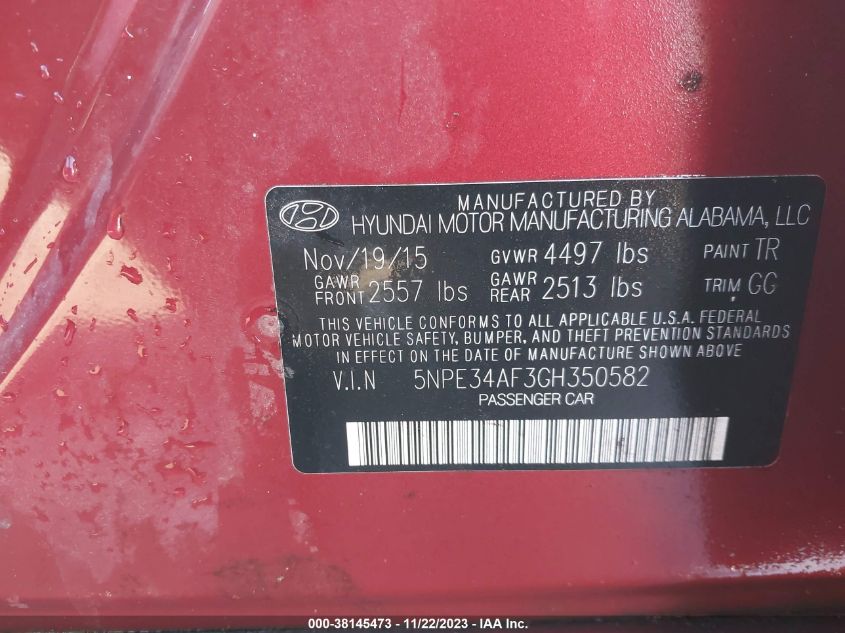 MANUFACTURED BY
HYUNDAI MOTOR MANUFACTURING ALABAMA, LLC
Nov/19/15 GVWR 4497 lbs PAINT TR
GAWR FRONT 2557 lbs GAWR REAR 2513 lbs TRIM GG
THIS VEHICLE CONFORMS TO ALL APPLICABLE U.S.A. FEDERAL
MOTOR VEHICLE SAFETY, BUMPER, AND THEFT PREVENTION STANDARDS
IN EFFECT ON THE DATE OF MANUFACTURE SHOWN ABOVE
V.I.N 5NPE34AF3GH350582
PASSENGER CAR
000-38145473 - 11/22/2023 - IAA Inc.